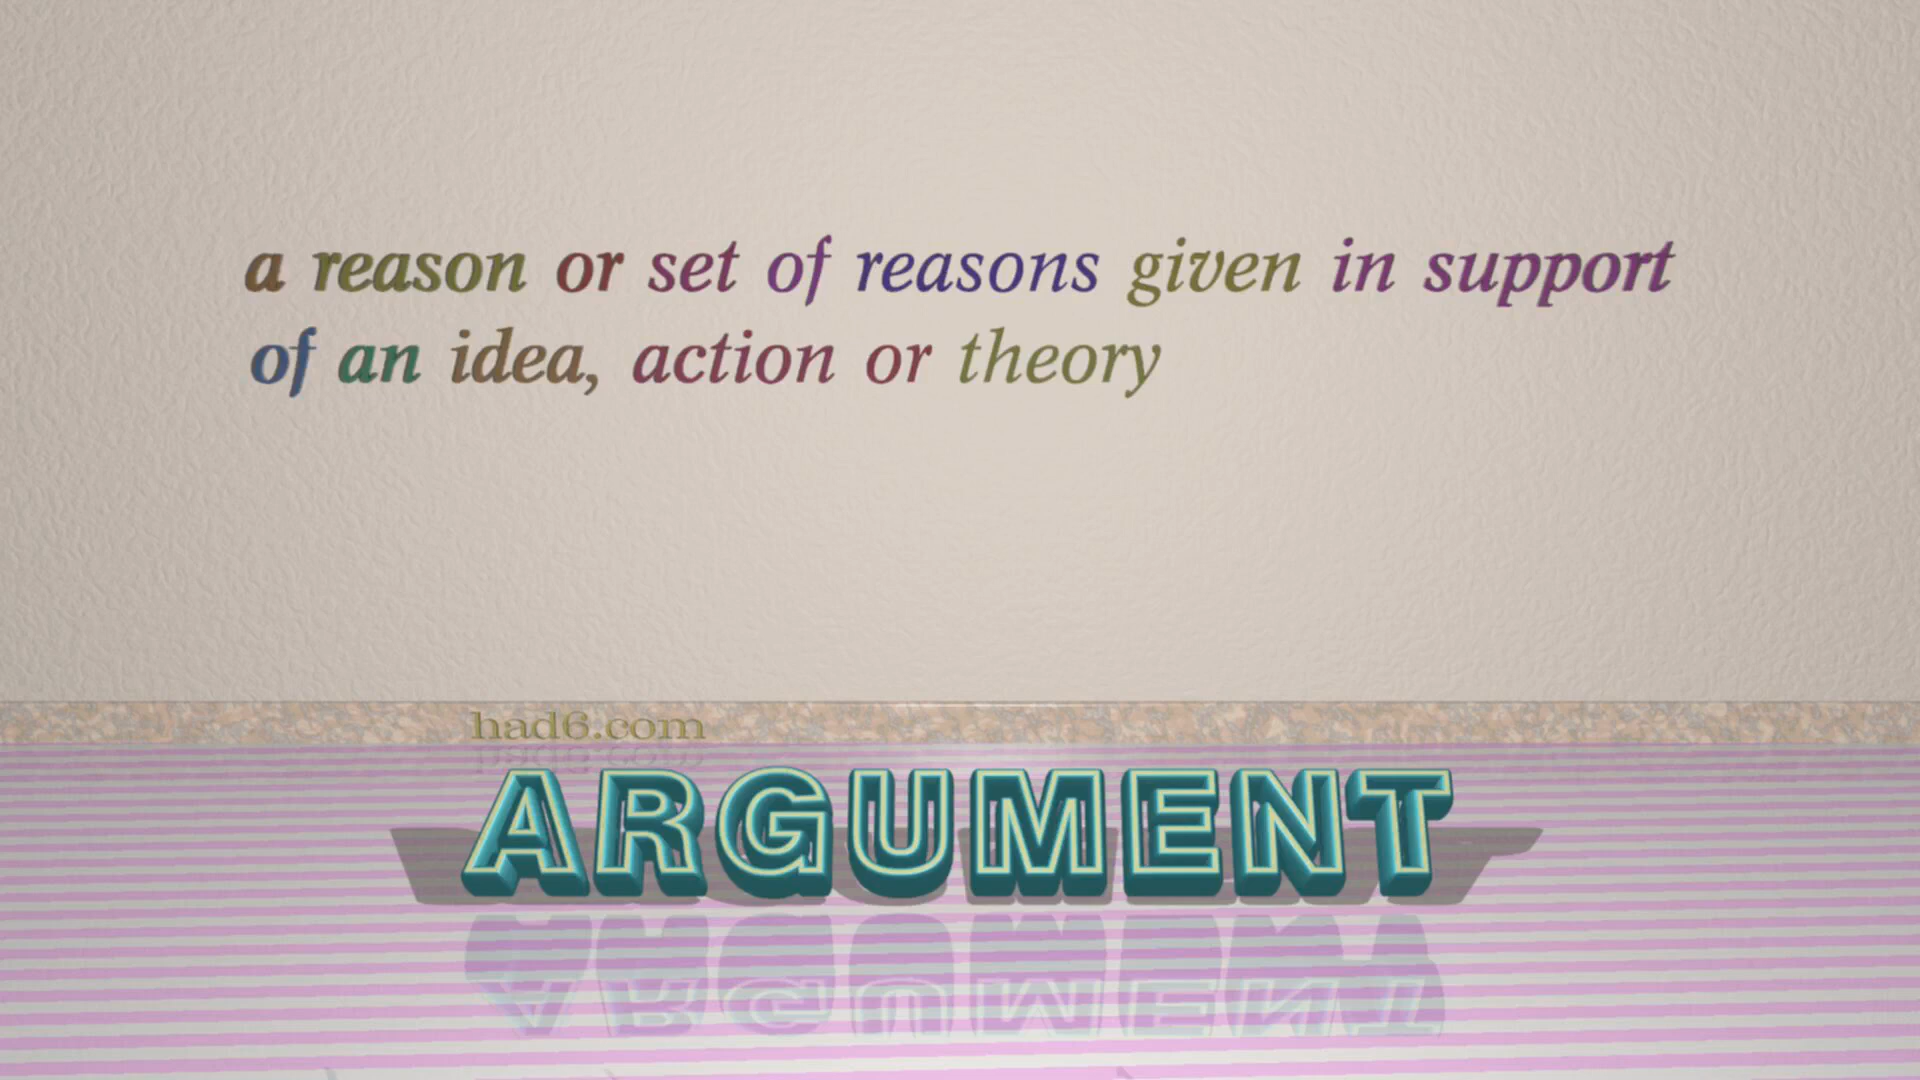 a reason or set of reasons given in support
of an idea, action or theory
had6.com
ARGUMENT